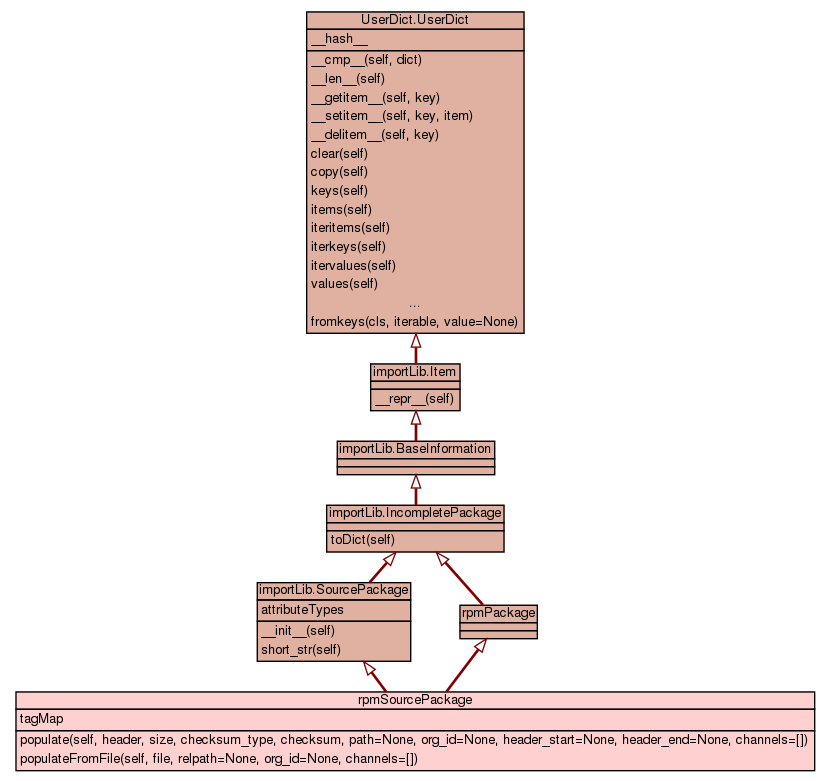 UserDict.UserDict
__hash__
__cmp__(self, dict)
__len__(self)
__getitem__(self, key)
__setitem__(self, key, item)
__delitem__(self, key)
clear(self)
copy(self)
keys(self)
items(self)
iteritems(self)
iterkeys(self)
itervalues(self)
values(self)
...
fromkeys(cls, iterable, value=None)
importLib.Item
__repr__(self)
importLib.BaseInformation
importLib.IncompletePackage
toDict(self)
importLib.SourcePackage
attributeTypes
__init__(self)
short_str(self)
rpmPackage
rpmSourcePackage
tagMap
populate(self, header, size, checksum_type, checksum, path=None, org_id=None, header_start=None, header_end=None, channels=[])
populateFromFile(self, file, relpath=None, org_id=None, channels=[])